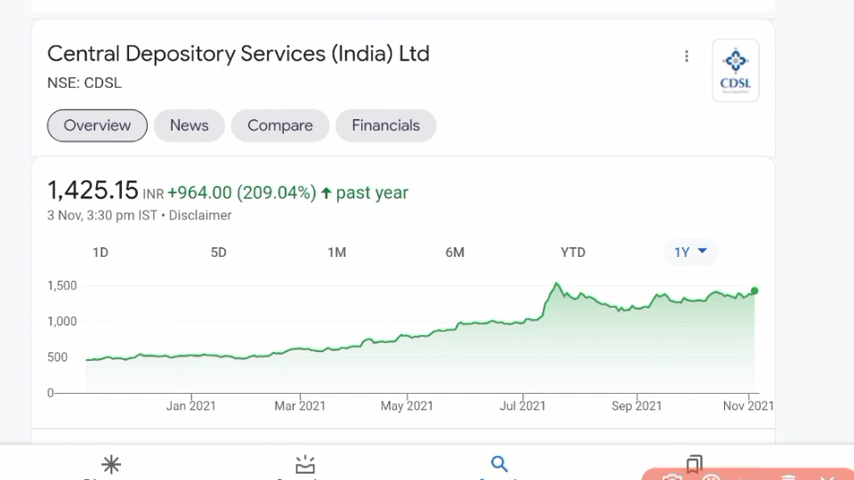 Central Depository Services (India) Ltd
NSE: CDSL
CDSL
Overview News Compare Financials
1,425.15 INR +964.00 (209.04%) ↑ past year
3 Nov, 3:30 pm IST • Disclaimer
1D 5D 1M 6M YTD 1Y
1,500
1,000
500
0
Jan 2021 Mar 2021 May 2021 Jul 2021 Sep 2021 Nov 2021